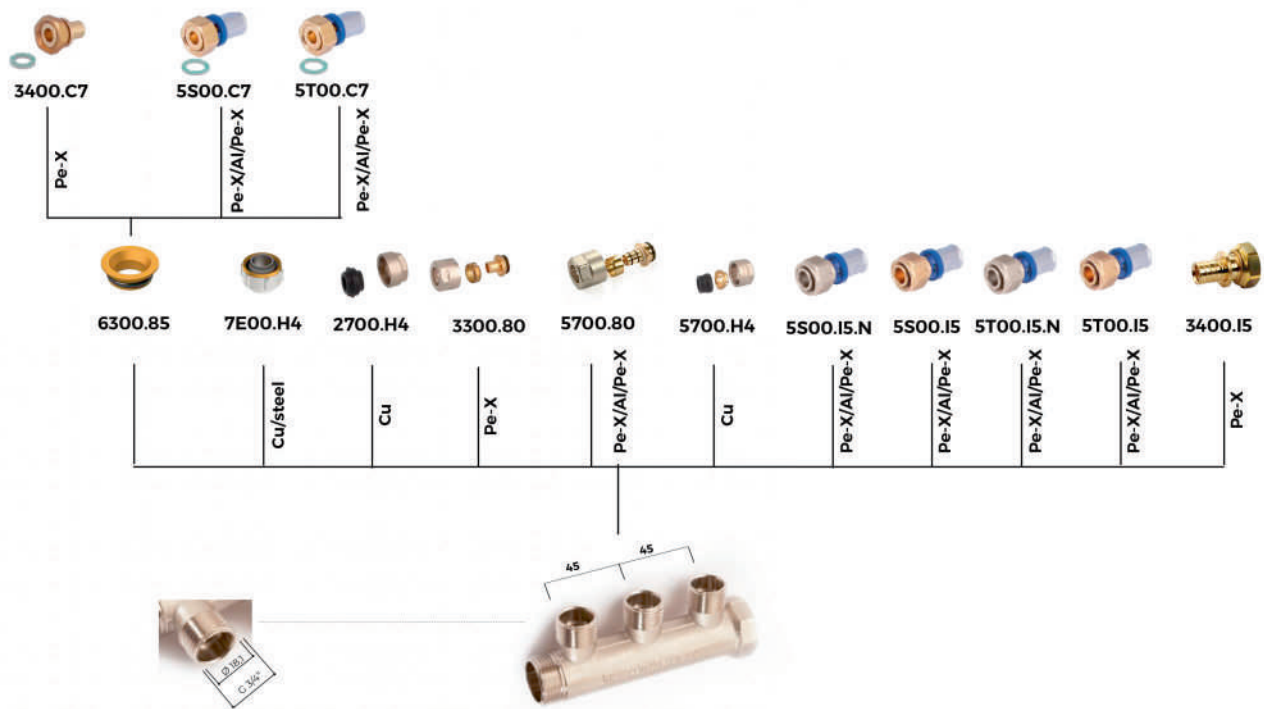 3400.C7
5S00.C7
5T00.C7
Pe-X
Pe-X/Al/Pe-X
Pe-X/Al/Pe-X
6300.85
7E00.H4
2700.H4
3300.80
5700.80
5700.H4
5S00.I5.N
5S00.I5
5T00.I5.N
5T00.I5
3400.I5
Cu/steel
Cu
Pe-X
Pe-X/Al/Pe-X
Cu
Pe-X/Al/Pe-X
Pe-X/Al/Pe-X
Pe-X/Al/Pe-X
Pe-X/Al/Pe-X
Pe-X
45
45
Ø 18,1
G 3/4"